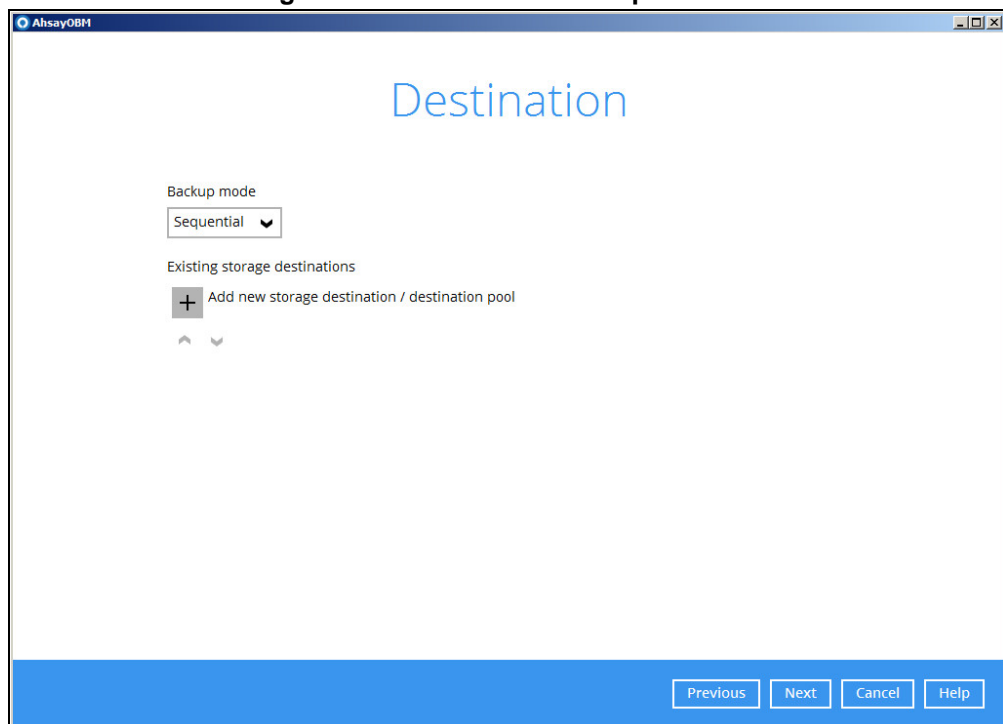 AhsayOBM
Destination
Backup mode
Sequential
Existing storage destinations
Add new storage destination / destination pool
Previous Next Cancel Help